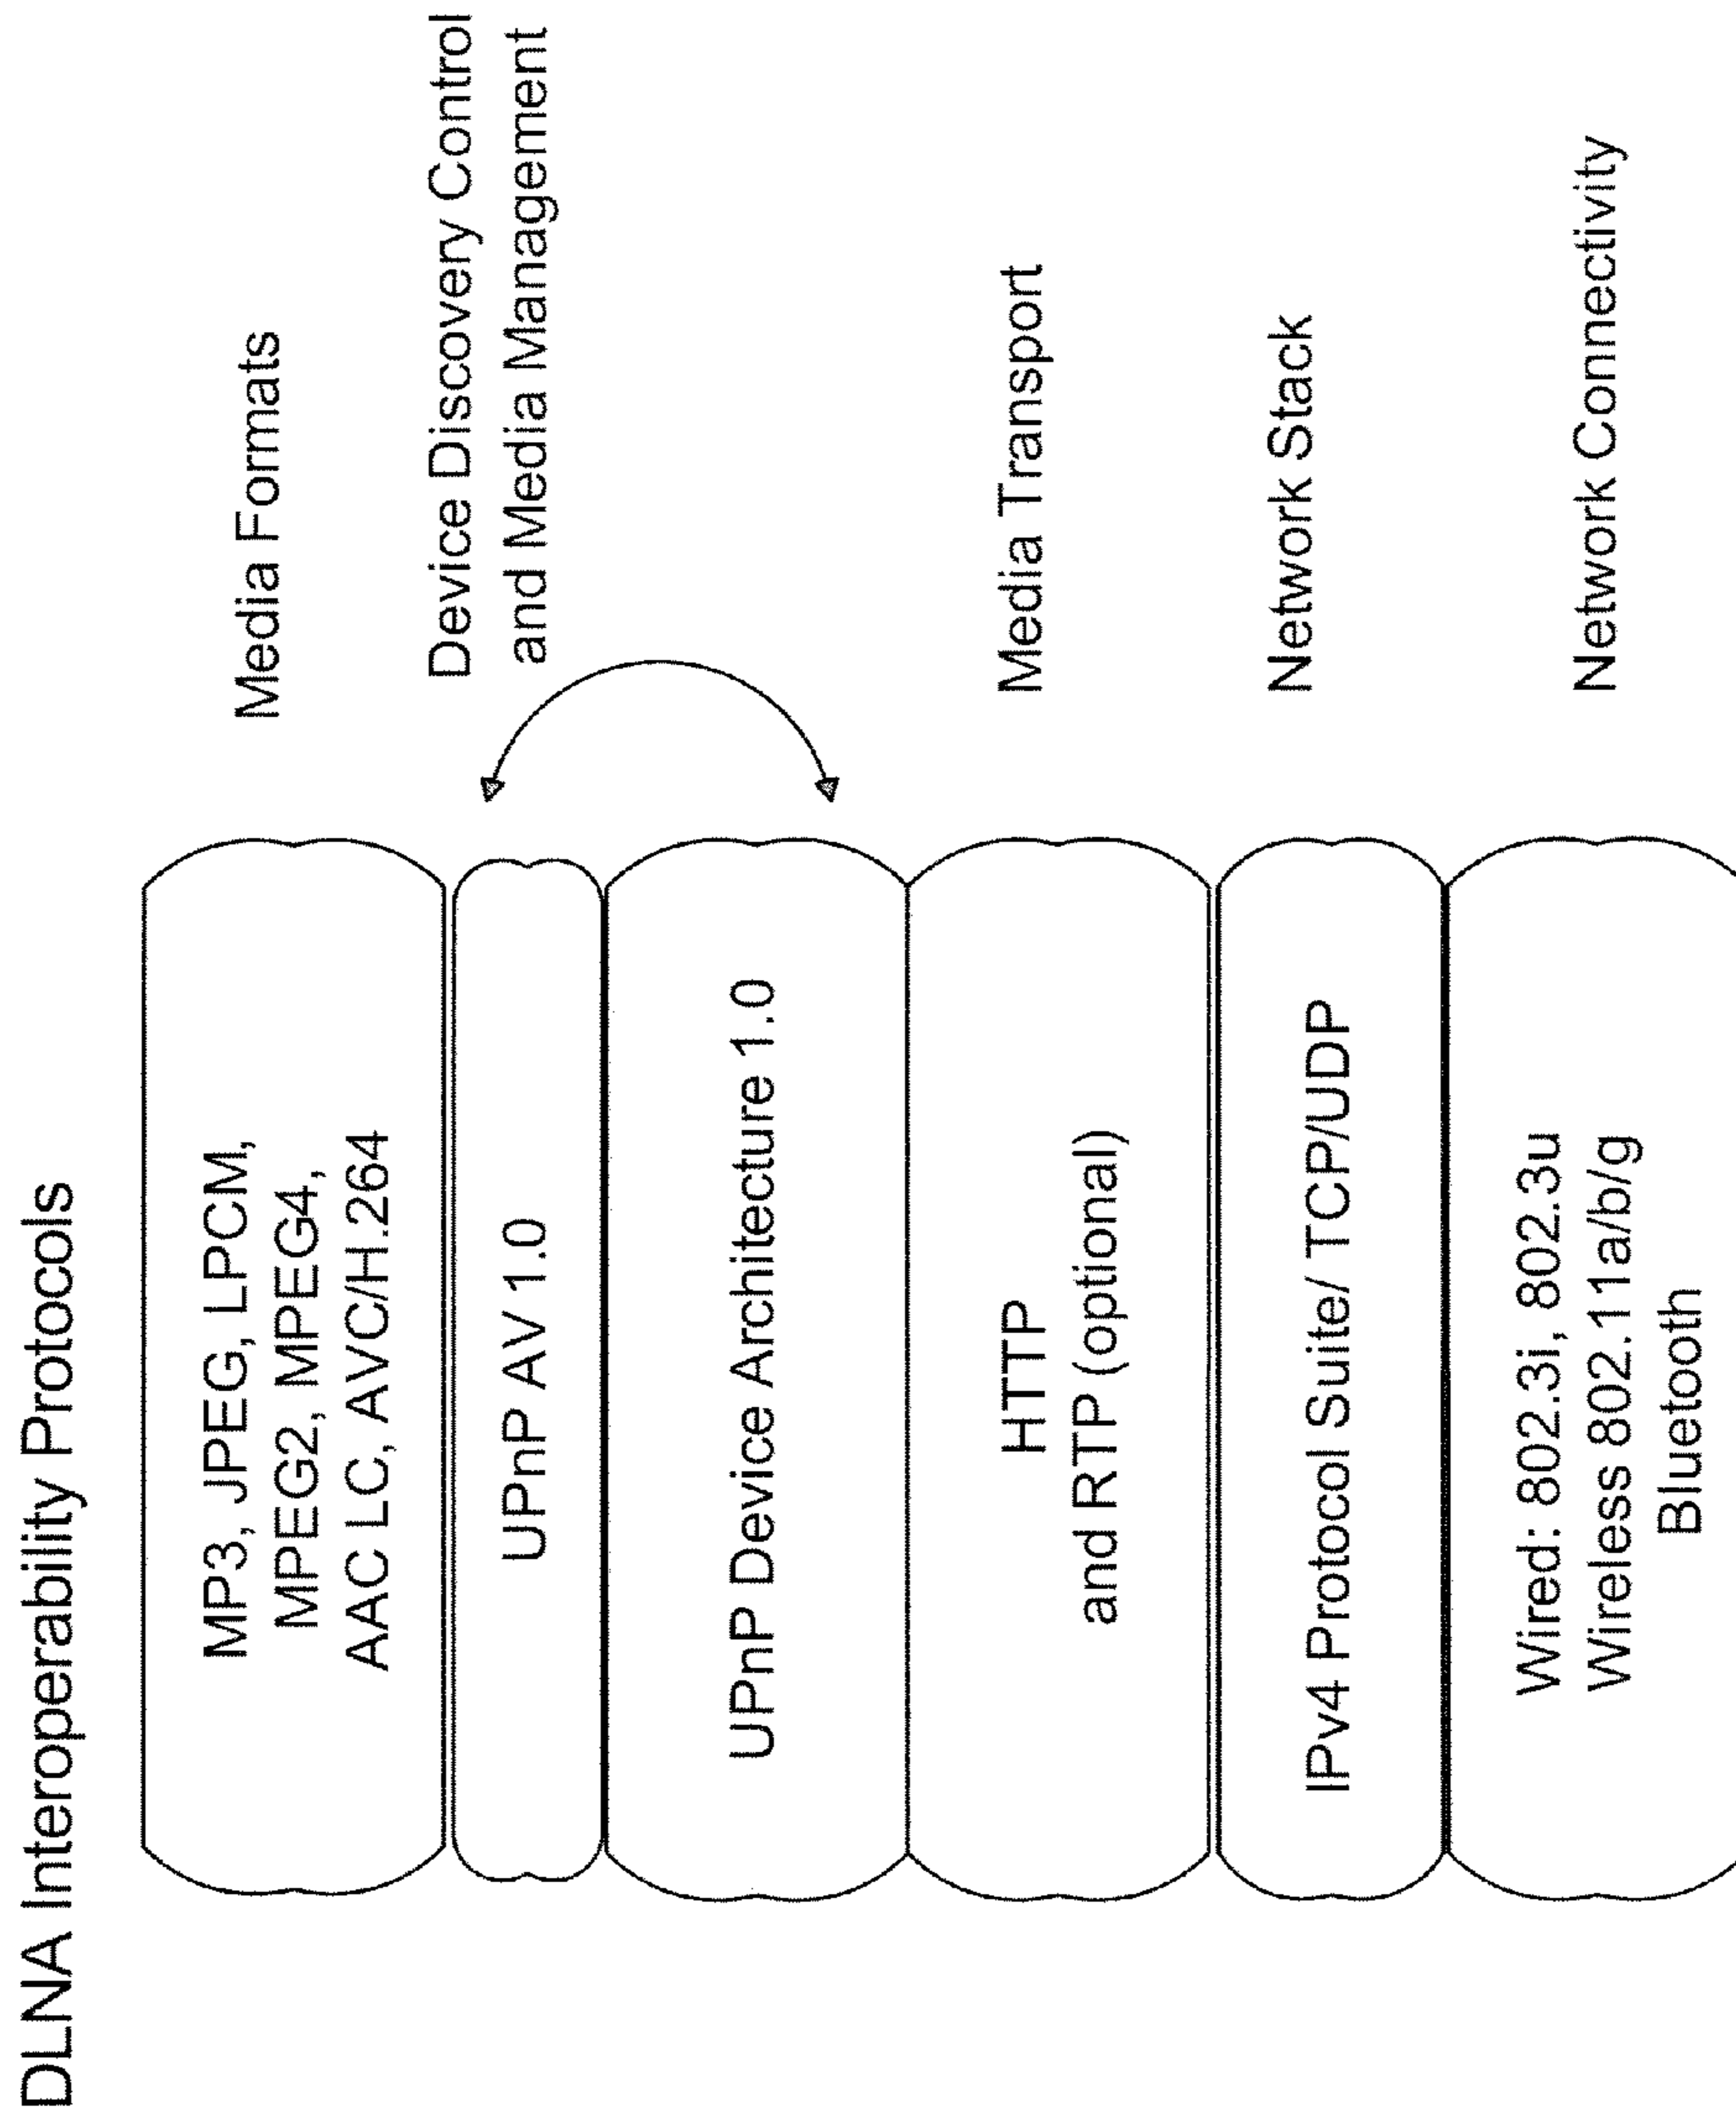 DLNA Interoperability Protocols
MP3, JPEG, LPCM,
MPEG2, MPEG4,
AAC LC, AVC/H.264
Media Formats
UPnP AV 1.0
Device Discovery Control
and Media Management
UPnP Device Architecture 1.0
HTTP
and RTP (optional)
Media Transport
IPv4 Protocol Suite/ TCP/UDP
Network Stack
Wired: 802.3i, 802.3u
Wireless 802.11a/b/g
Bluetooth
Network Connectivity